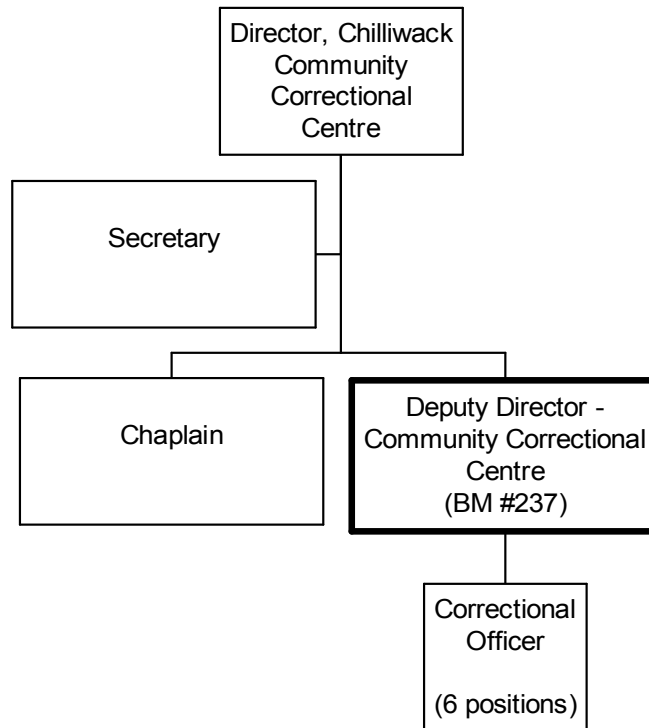 Director, Chilliwack
Community
Correctional
Centre
Secretary
Chaplain
Deputy Director -
Community Correctional
Centre
(BM #237)
Correctional
Officer
(6 positions)